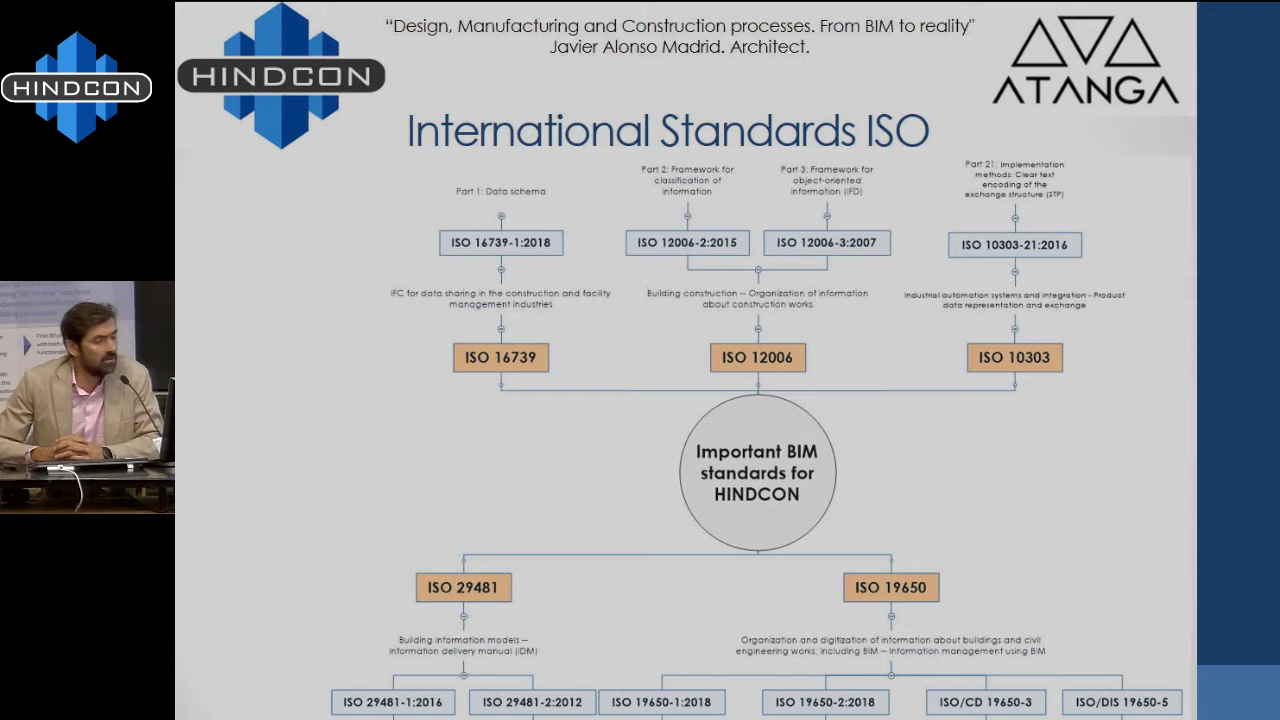 HINDCON
HINDCON
“Design, Manufacturing and Construction processes. From BIM to reality"
Javier Alonso Madrid. Architect.
ATANGA
International Standards ISO
Part 1: Data schema
Part 2: Framework for
classification of
information
Part 3: Framework for
object-oriented
information (IFD)
Part 21: Implementation
methods: Clear text
encoding of the
exchange structure (STP)
ISO 16739-1:2018
ISO 12006-2:2015
ISO 12006-3:2007
ISO 10303-21:2016
IFC for data sharing in the construction and facility
management industries
Building construction -- Organization of information
about construction works
Industrial automation systems and integration - Product
data representation and exchange
ISO 16739
ISO 12006
ISO 10303
Important BIM
standards for
HINDCON
ISO 29481
ISO 19650
Building information models --
Information delivery manual (IDM)
Organization and digitization of information about buildings and civil
engineering works, including BIM -- Information management using BIM
ISO 29481-1:2016
ISO 29481-2:2012
ISO 19650-1:2018
ISO 19650-2:2018
ISO/CD 19650-3
ISO/DIS 19650-5